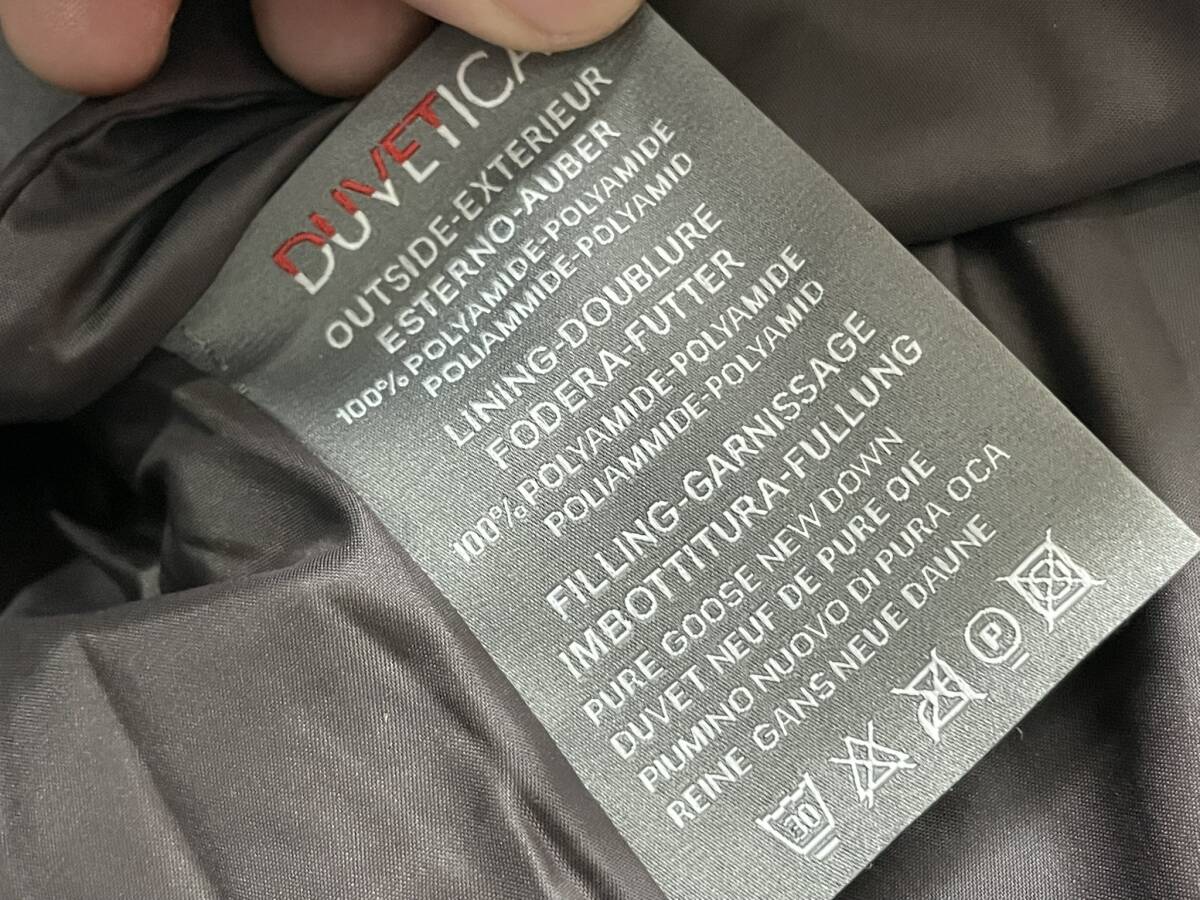 DUVETICA
OUTSIDE-EXTERIEUR
ESTERNO-AUBER
100% POLYAMIDE-POLYAMIDE
POLIAMMIDE-POLYAMID
LINING-DOUBLURE
FODERA-FUTTER
100% POLYAMIDE-POLYAMIDE
POLIAMMIDE-POLYAMID
FILLING-GARNISSAGE
IMBOTTITURA-FULLUNG
PURE GOOSE NEW DOWN
DUVET NEUF DE PURE OIE
PIUMINO NUOVO DI PURA OCA
REINE GANS NEUE DAUNE
30 P